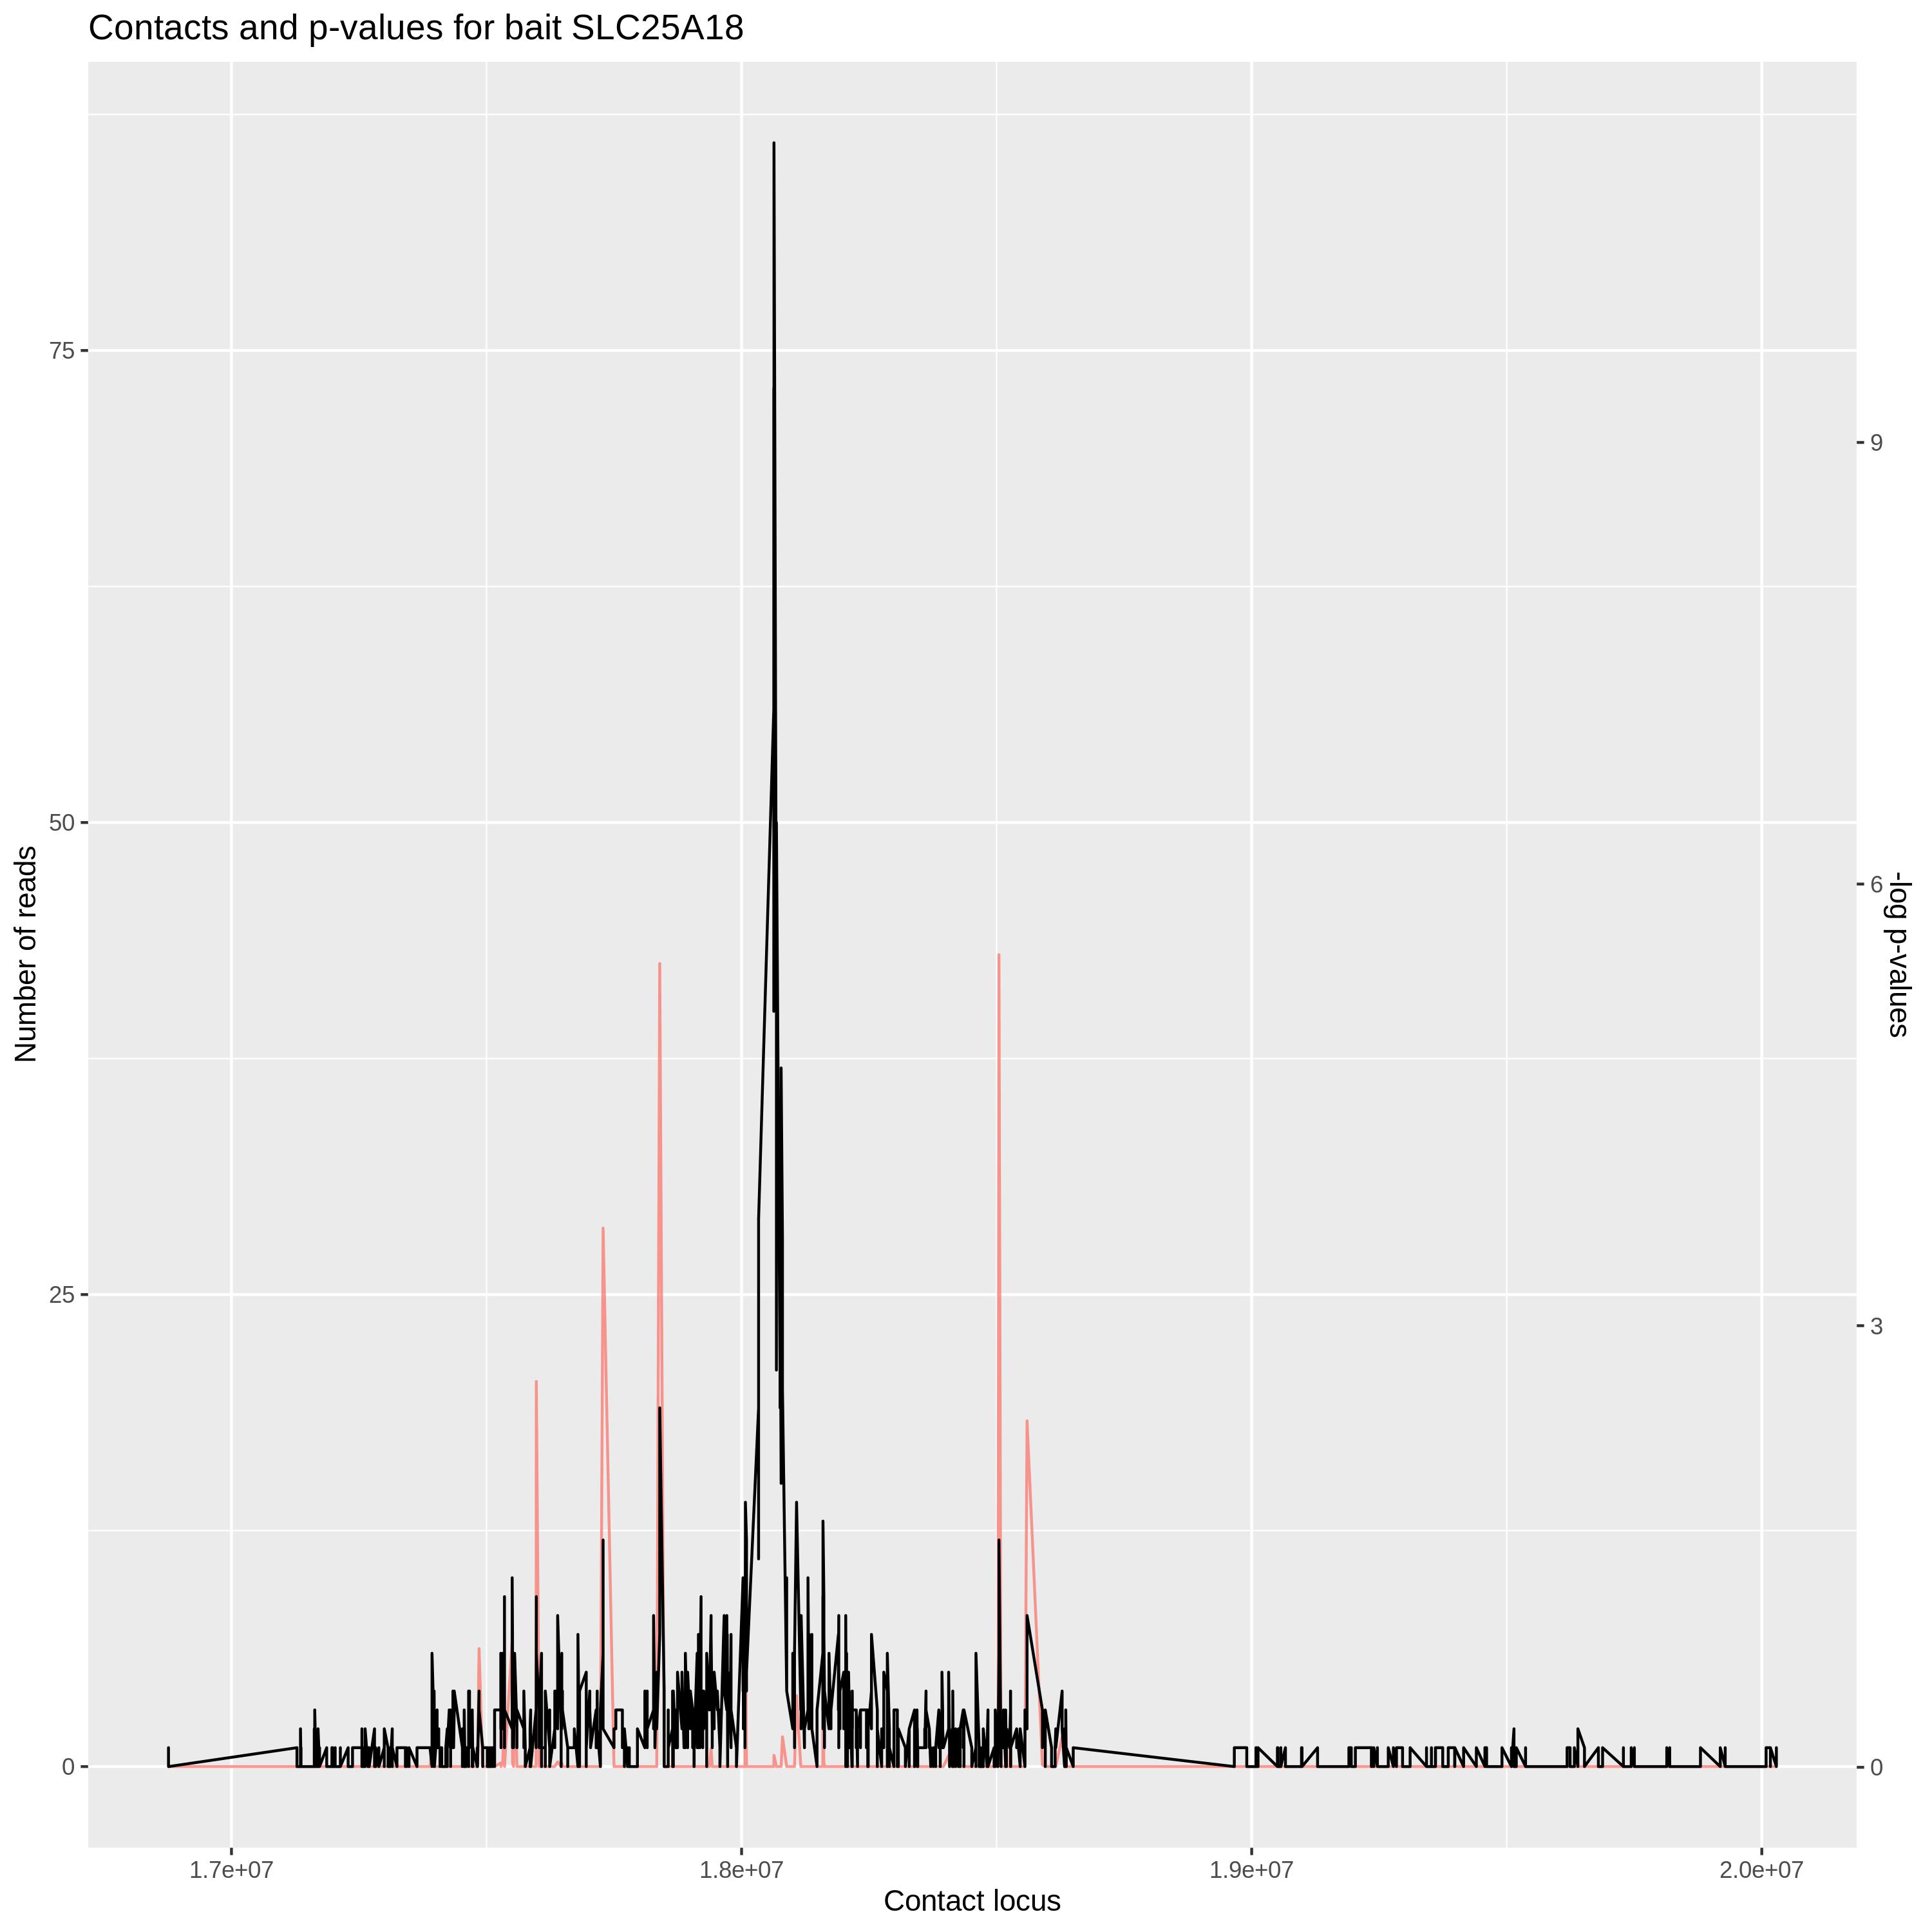 Contacts and p-values for bait SLC25A18
75
50
25
0
Number of reads
9
6
3
0
-log p-values
1.7e+07 1.8e+07 1.9e+07 2.0e+07
Contact locus